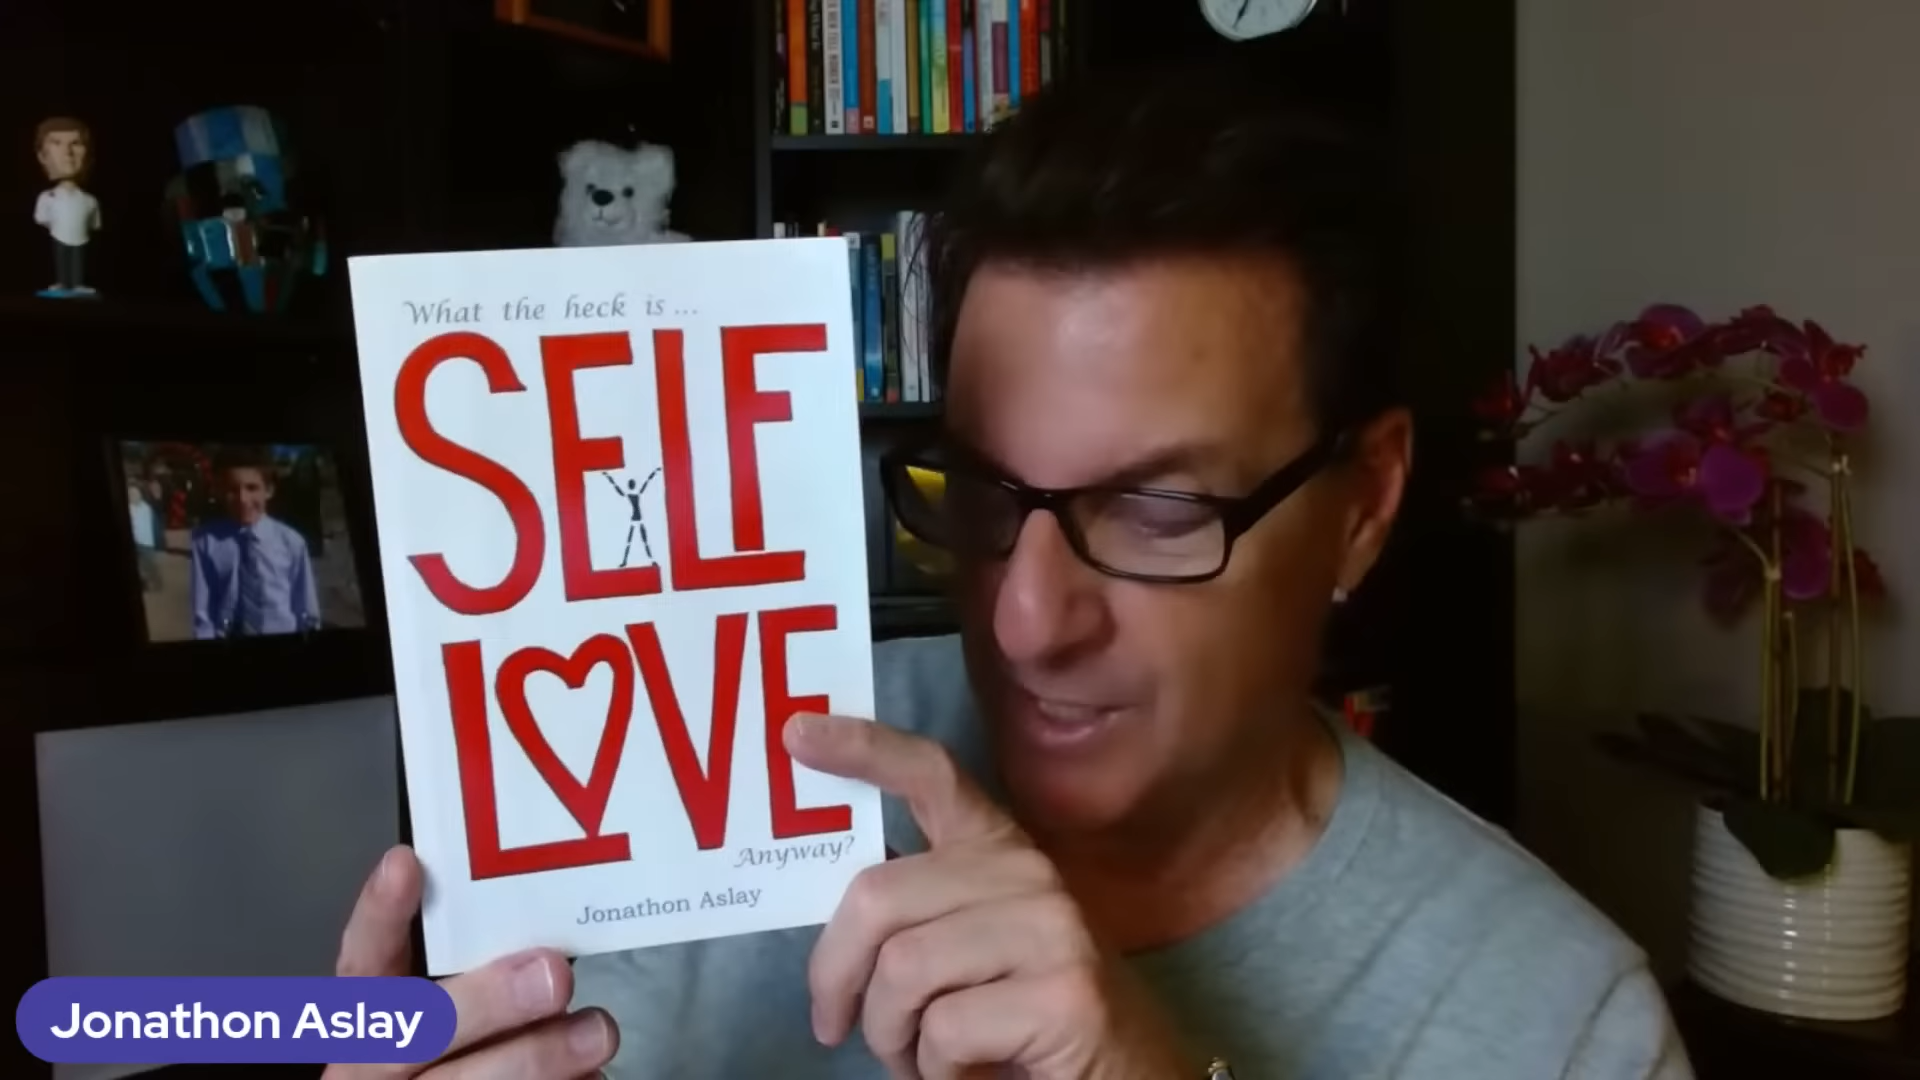 What the heck is ...
SELF
LOVE
Anyway?
Jonathon Aslay
Jonathon Aslay